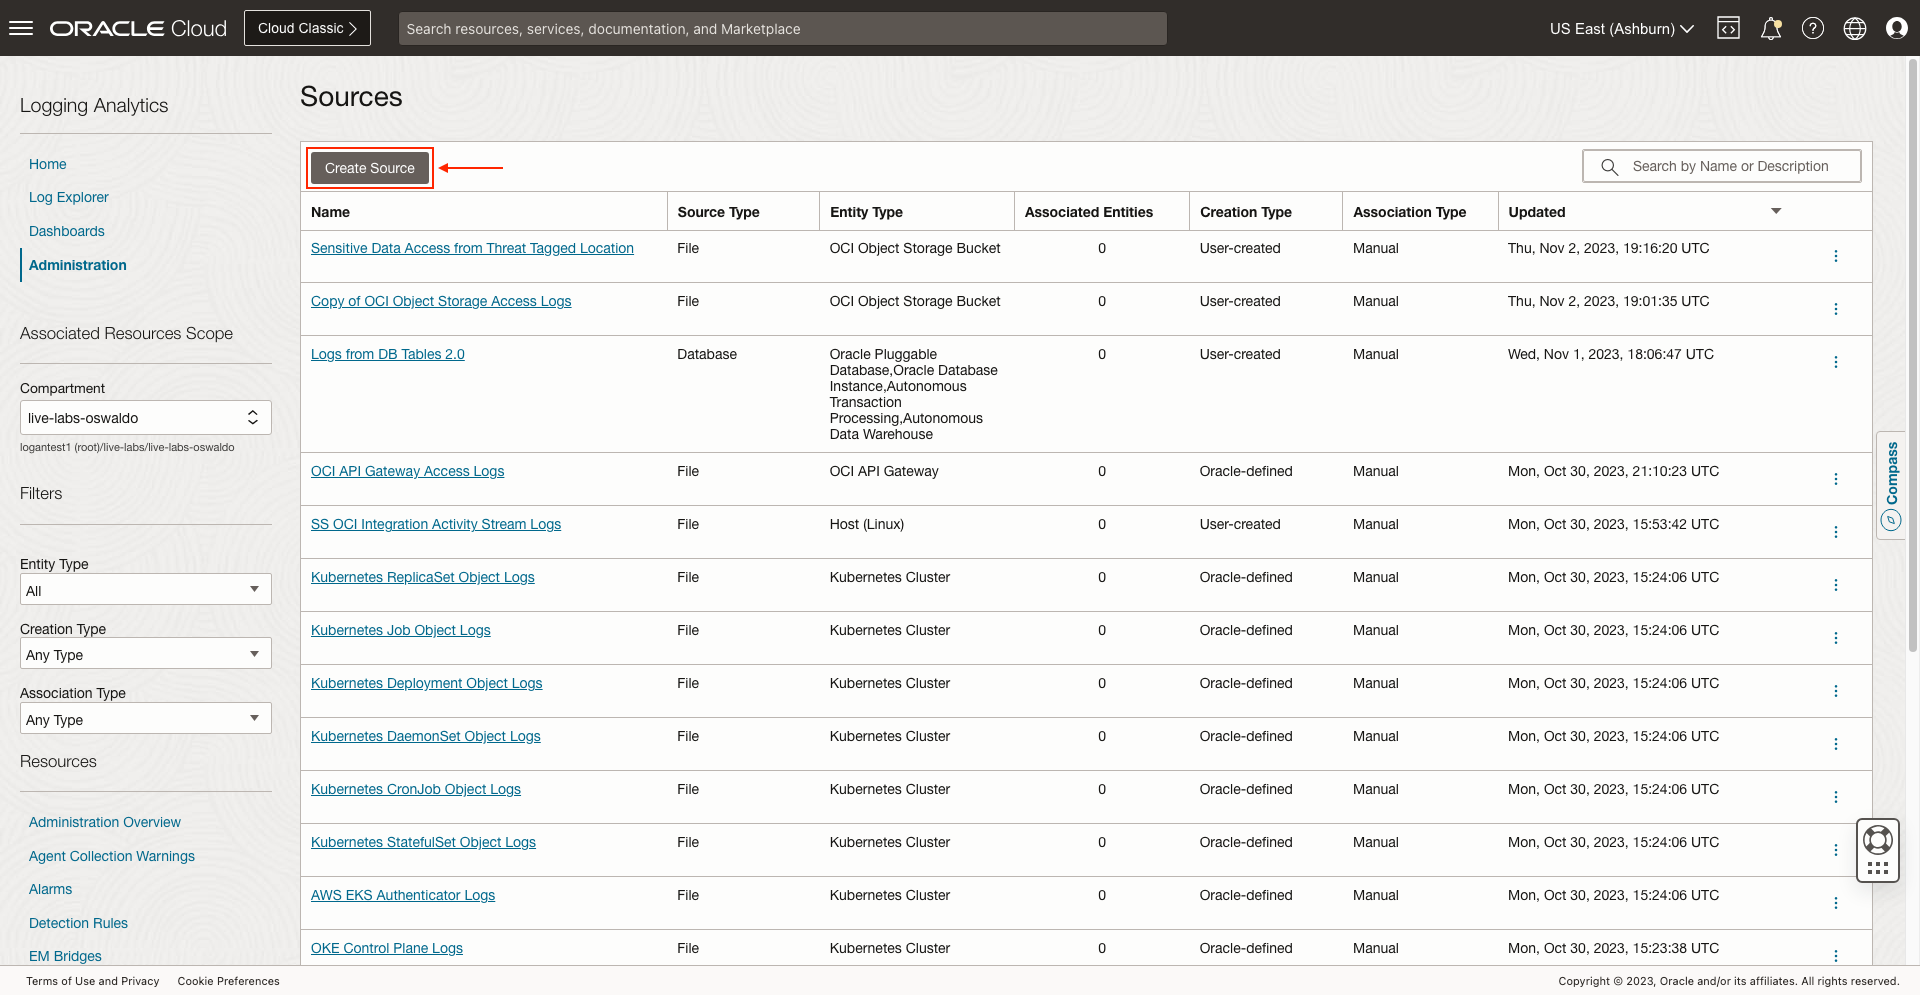 ORACLE Cloud
Cloud Classic
Search resources, services, documentation, and Marketplace
US East (Ashburn)
Logging Analytics
Home
Log Explorer
Dashboards
Administration
Associated Resources Scope
Compartment
live-labs-oswaldo
logantest1 (root)/live-labs/live-labs-oswaldo
Filters
Entity Type
All
Creation Type
Any Type
Association Type
Any Type
Resources
Administration Overview
Agent Collection Warnings
Alarms
Detection Rules
EM Bridges
Sources
Create Source
Search by Name or Description
Name Source Type Entity Type Associated Entities Creation Type Association Type Updated
Sensitive Data Access from Threat Tagged Location File OCI Object Storage Bucket 0 User-created Manual Thu, Nov 2, 2023, 19:16:20 UTC
Copy of OCI Object Storage Access Logs File OCI Object Storage Bucket 0 User-created Manual Thu, Nov 2, 2023, 19:01:35 UTC
Logs from DB Tables 2.0 Database Oracle Pluggable 0 User-created Manual Wed, Nov 1, 2023, 18:06:47 UTC
Database,Oracle Database
Instance,Autonomous
Transaction
Processing,Autonomous
Data Warehouse
OCI API Gateway Access Logs File OCI API Gateway 0 Oracle-defined Manual Mon, Oct 30, 2023, 21:10:23 UTC
SS OCI Integration Activity Stream Logs File Host (Linux) 0 User-created Manual Mon, Oct 30, 2023, 15:53:42 UTC
Kubernetes ReplicaSet Object Logs File Kubernetes Cluster 0 Oracle-defined Manual Mon, Oct 30, 2023, 15:24:06 UTC
Kubernetes Job Object Logs File Kubernetes Cluster 0 Oracle-defined Manual Mon, Oct 30, 2023, 15:24:06 UTC
Kubernetes Deployment Object Logs File Kubernetes Cluster 0 Oracle-defined Manual Mon, Oct 30, 2023, 15:24:06 UTC
Kubernetes DaemonSet Object Logs File Kubernetes Cluster 0 Oracle-defined Manual Mon, Oct 30, 2023, 15:24:06 UTC
Kubernetes CronJob Object Logs File Kubernetes Cluster 0 Oracle-defined Manual Mon, Oct 30, 2023, 15:24:06 UTC
Kubernetes StatefulSet Object Logs File Kubernetes Cluster 0 Oracle-defined Manual Mon, Oct 30, 2023, 15:24:06 UTC
AWS EKS Authenticator Logs File Kubernetes Cluster 0 Oracle-defined Manual Mon, Oct 30, 2023, 15:24:06 UTC
OKE Control Plane Logs File Kubernetes Cluster 0 Oracle-defined Manual Mon, Oct 30, 2023, 15:23:38 UTC
Compass
Terms of Use and Privacy Cookie Preferences
Copyright © 2023, Oracle and/or its affiliates. All rights reserved.